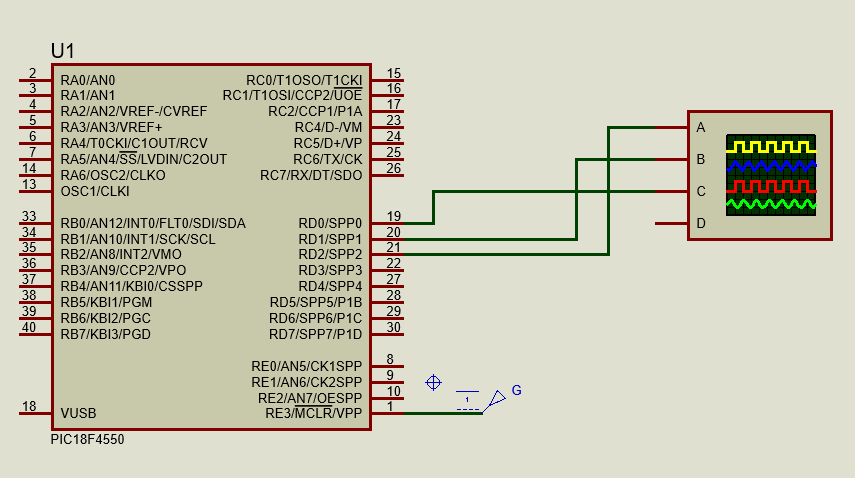 U1
2 RA0/AN0 RC0/T1OSO/T1CKI 15
3 RA1/AN1 RC1/T1OSI/CCP2/UOE 16
4 RA2/AN2/VREF-/CVREF RC2/CCP1/P1A 17
6 RA3/AN3/VREF+ RC4/D-/VM 23
5 RA4/T0CKI/C1OUT/RCV RC5/D+/VP 24
7 RA5/AN4/SS/LVDIN/C2OUT RC6/TX/CK 25
14 RA6/OSC2/CLKO RC7/RX/DT/SDO 26
13 OSC1/CLKI
33 RB0/AN12/INT0/FLT0/SDI/SDA RD0/SPP0 19
34 RB1/AN10/INT1/SCK/SCL RD1/SPP1 20
35 RB2/AN8/INT2/VMO RD2/SPP2 21
36 RB3/AN9/CCP2/VPO RD3/SPP3 22
37 RB4/AN11/KBI0/CSSPP RD4/SPP4 27
38 RB5/KBI1/PGM RD5/SPP5/P1B 28
39 RB6/KBI2/PGC RD6/SPP6/P1C 29
40 RB7/KBI3/PGD RD7/SPP7/P1D 30
RE0/AN5/CK1SPP 8
RE1/AN6/CK2SPP 9
RE2/AN7/OESPP 10
18 VUSB RE3/MCLR/VPP 1
PIC18F4550
1
G
A
B
C
D